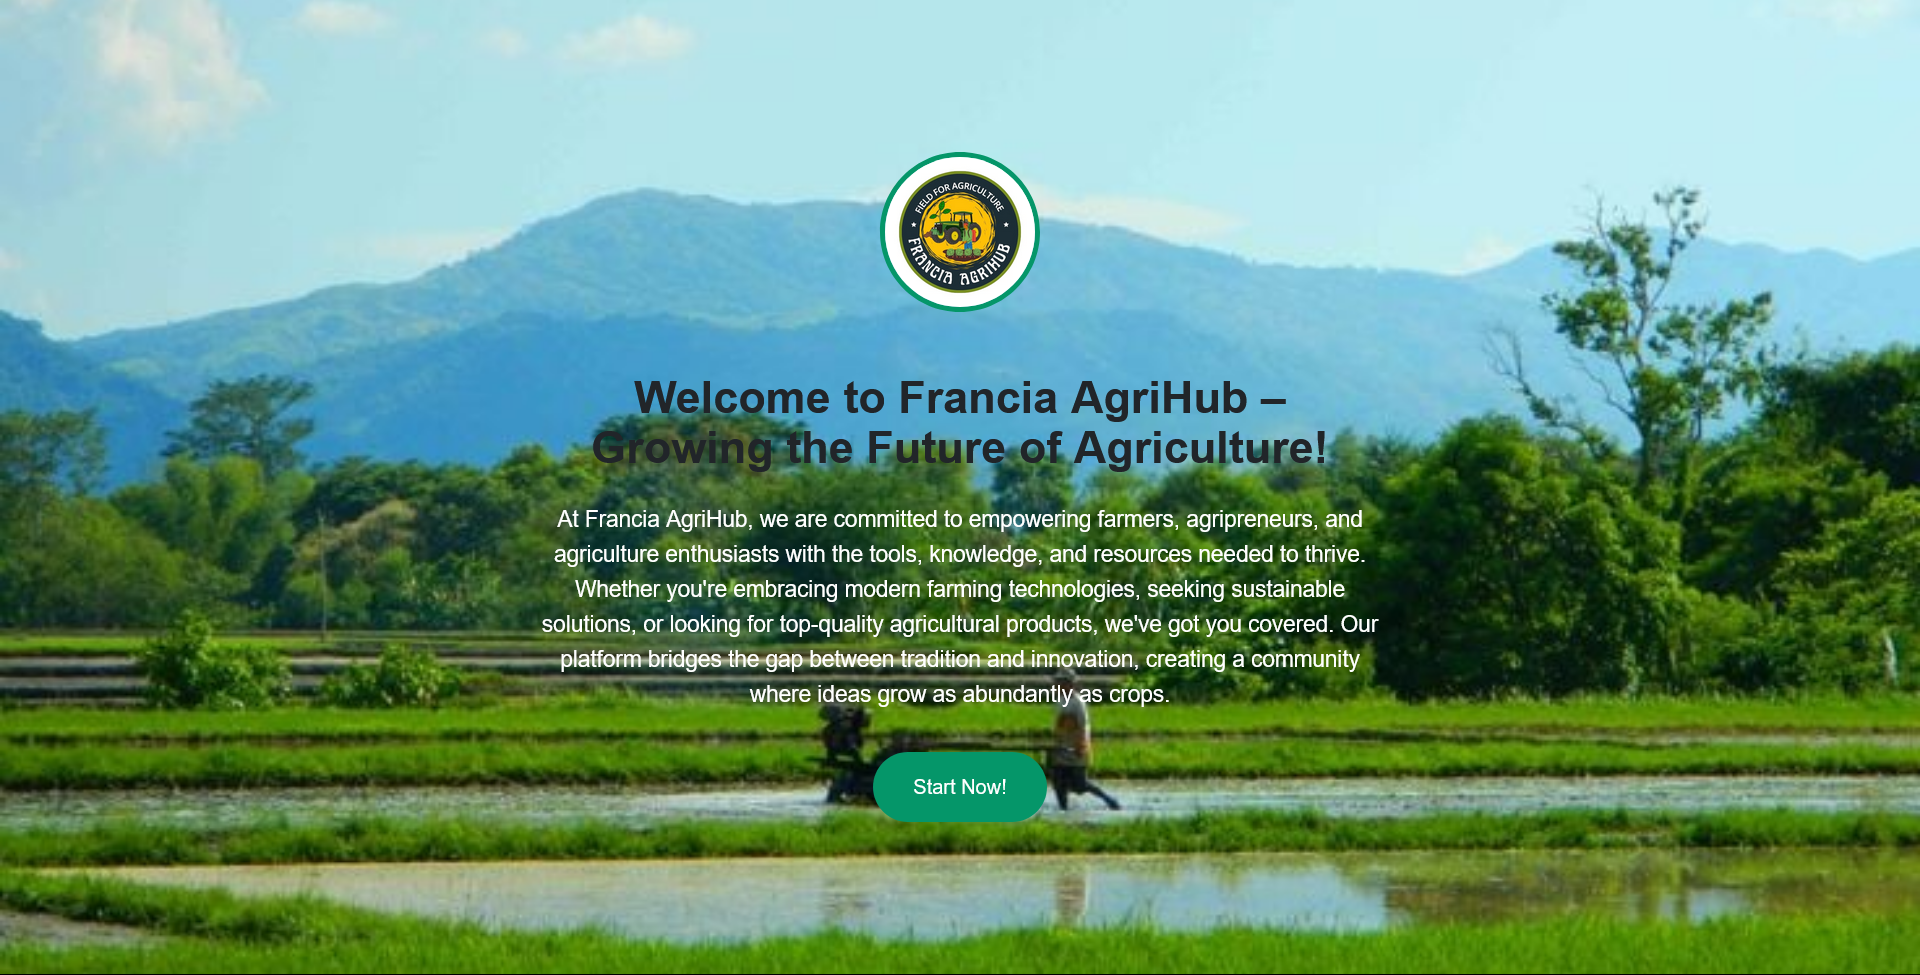 FIELD FOR AGRICULTURE
FRANCIA AGRIHUB
Welcome to Francia AgriHub –
Growing the Future of Agriculture!
At Francia AgriHub, we are committed to empowering farmers, agripreneurs, and
agriculture enthusiasts with the tools, knowledge, and resources needed to thrive.
Whether you're embracing modern farming technologies, seeking sustainable
solutions, or looking for top-quality agricultural products, we've got you covered. Our
platform bridges the gap between tradition and innovation, creating a community
where ideas grow as abundantly as crops.
Start Now!